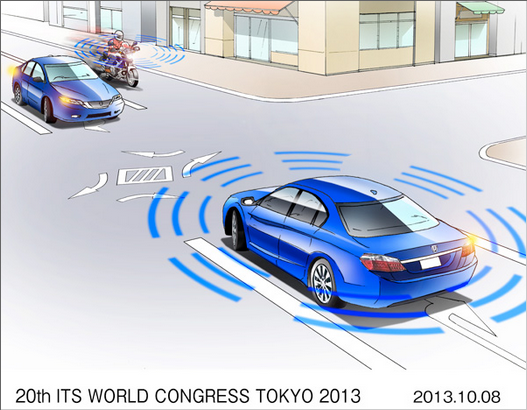 20th ITS WORLD CONGRESS TOKYO 2013
2013.10.08